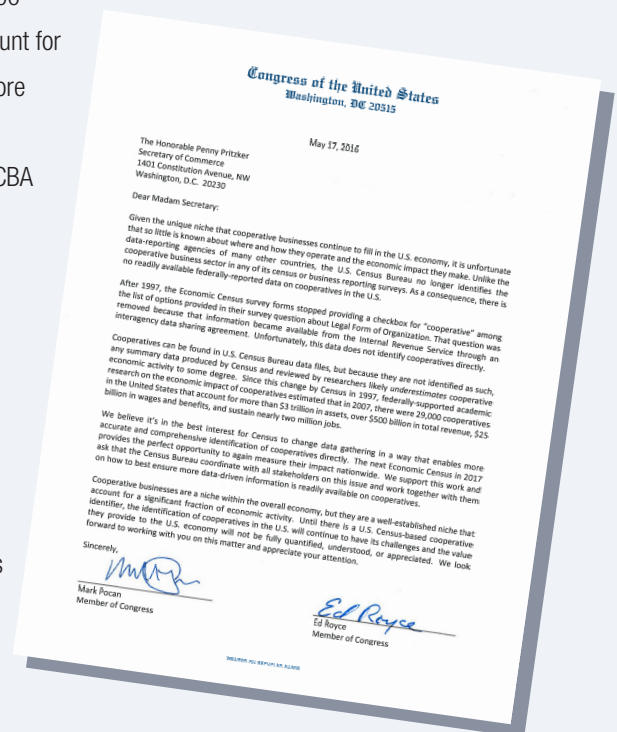 ount for
ore
CBA
s
Congress of the United States
Washington, DC 20515
May 17, 2016
The Honorable Penny Pritzker
Secretary of Commerce
1401 Constitution Avenue, NW
Washington, D.C. 20230
Dear Madam Secretary:
Given the unique niche that cooperative businesses continue to fill in the U.S. economy, it is unfortunate
that so little is known about where and how they operate and the economic impact they make. Unlike the
data-reporting agencies of many other countries, the U.S. Census Bureau no longer identifies the
cooperative business sector in any of its census or business reporting surveys. As a consequence, there is
no readily available federally-reported data on cooperatives in the U.S.
After 1997, the Economic Census survey forms stopped providing a checkbox for "cooperative" among
the list of options provided in their survey question about Legal Form of Organization. That question was
removed because that information became available from the Internal Revenue Service through an
interagency data sharing agreement. Unfortunately, this data does not identify cooperatives directly.
Cooperatives can be found in U.S. Census Bureau data files, but because they are not identified as such,
any summary data produced by Census and reviewed by researchers likely underestimates cooperative
economic activity to some degree. Since this change by Census in 1997, federally-supported academic
research on the economic impact of cooperatives estimated that in 2007, there were 29,000 cooperatives
in the United States that account for more than $3 trillion in assets, over $500 billion in total revenue, $25
billion in wages and benefits, and sustain nearly two million jobs.
We believe it's in the best interest for Census to change data gathering in a way that enables more
accurate and comprehensive identification of cooperatives directly. The next Economic Census in 2017
provides the perfect opportunity to again measure their impact nationwide. We support this work and
ask that the Census Bureau coordinate with all stakeholders on this issue and work together with them
on how to best ensure more data-driven information is readily available on cooperatives.
Cooperative businesses are a niche within the overall economy, but they are a well-established niche that
account for a significant fraction of economic activity. Until there is a U.S. Census-based cooperative
identifier, the identification of cooperatives in the U.S. will continue to have its challenges and the value
they provide to the U.S. economy will not be fully quantified, understood, or appreciated. We look
forward to working with you on this matter and appreciate your attention.
Sincerely,
Mark Pocan
Member of Congress
Ed Royce
Ed Royce
Member of Congress